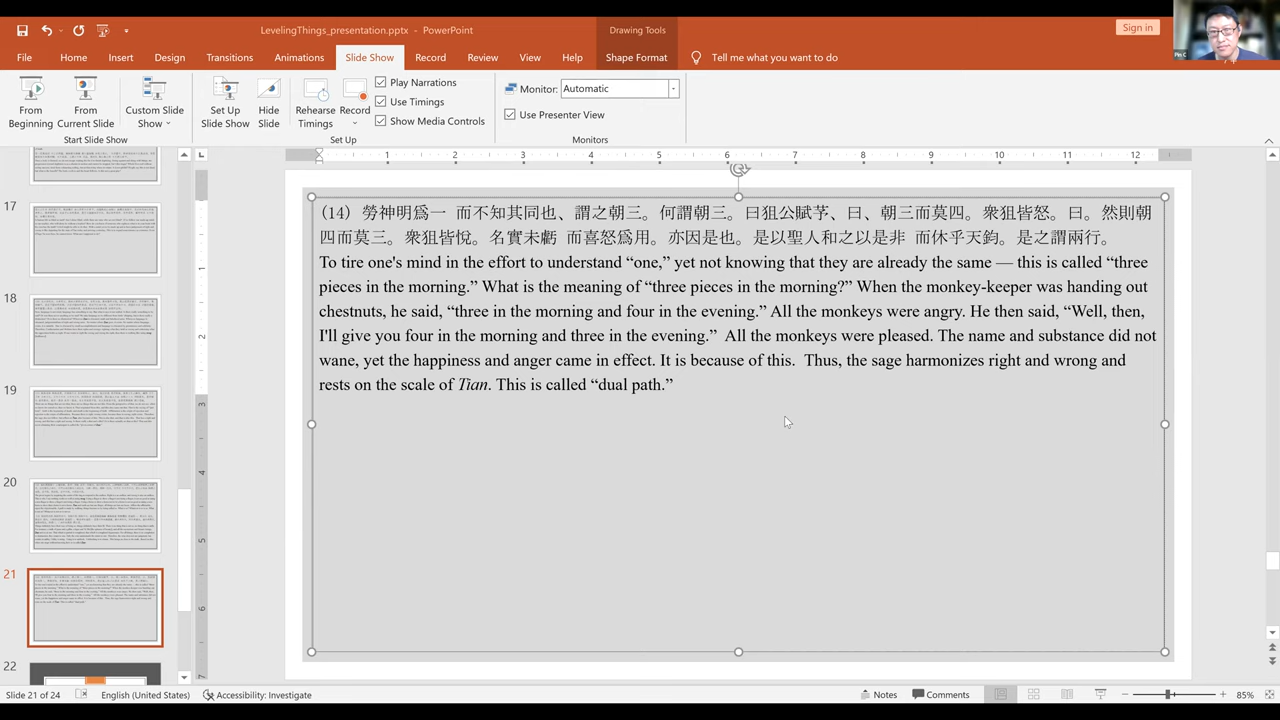 LevelingThings_presentation.pptx - PowerPoint
Drawing Tools
Sign in
File Home Insert Design Transitions Animations Slide Show Record Review View Help Shape Format Tell me what you want to do
From Beginning
From Current Slide
Custom Slide Show
Start Slide Show
Set Up Slide Show
Hide Slide
Rehearse Timings
Record
Play Narrations
Use Timings
Show Media Controls
Set Up
Monitor: Automatic
Use Presenter View
Monitors
2 1 1 2 3 4 5 6 7 8 9 10 11 12
17
18
19
20
21
22
(14) 勞神明爲一 而不知其同也、謂之朝三。何謂朝三。曰狙公賦芧、曰、朝三而莫四。衆狙皆怒。曰。然則朝
四而莫三。衆狙皆悅。名實未虧 而喜怒爲用。亦因是也。是以聖人和之以是非 而休乎天鈞。是之謂兩行。
To tire one's mind in the effort to understand “one,” yet not knowing that they are already the same — this is called “three
pieces in the morning.” What is the meaning of “three pieces in the morning?” When the monkey-keeper was handing out
chestnuts, he said, “three in the morning and four in the evening.” All the monkeys were angry. He then said, “Well, then,
I'll give you four in the morning and three in the evening.” All the monkeys were pleased. The name and substance did not
wane, yet the happiness and anger came in effect. It is because of this. Thus, the sage harmonizes right and wrong and
rests on the scale of Tian. This is called “dual path.”
Slide 21 of 24 English (United States) Accessibility: Investigate Notes Comments 85%